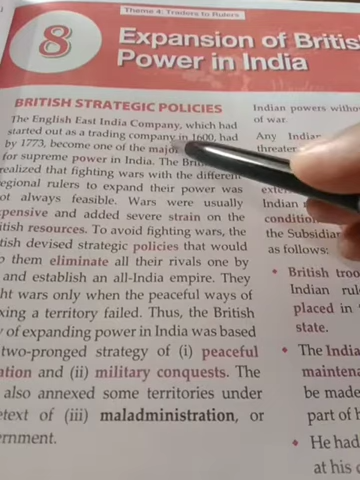 Theme 4: Traders to Rulers
8
Expansion of Britis
Power in India
BRITISH STRATEGIC POLICIES
The English East India Company, which had
started out as a trading company in 1600, had
by 1773, become one of the major
for supreme power in India. The Briti
realized that fighting wars with the different
egional rulers to expand their power was
ot always feasible. Wars were usually
pensive and added severe strain on the
itish resources. To avoid fighting wars, the
tish devised strategic policies that would
them eliminate all their rivals one by
and establish an all-India empire. They
ht wars only when the peaceful ways of
xing a territory failed. Thus, the British
of expanding power in India was based
two-pronged strategy of (i) peaceful
ation and (ii) military conquests. The
also annexed some territories under
etext of (iii) maladministration, or
ernment.
Indian powers witho
of war.
Any Indian
threaten
exter
Indian
condition
the Subsidia
as follows:
• British troo
Indian rul
placed in
state.
• The India
maintena
be made
part of h
• He had
at his c